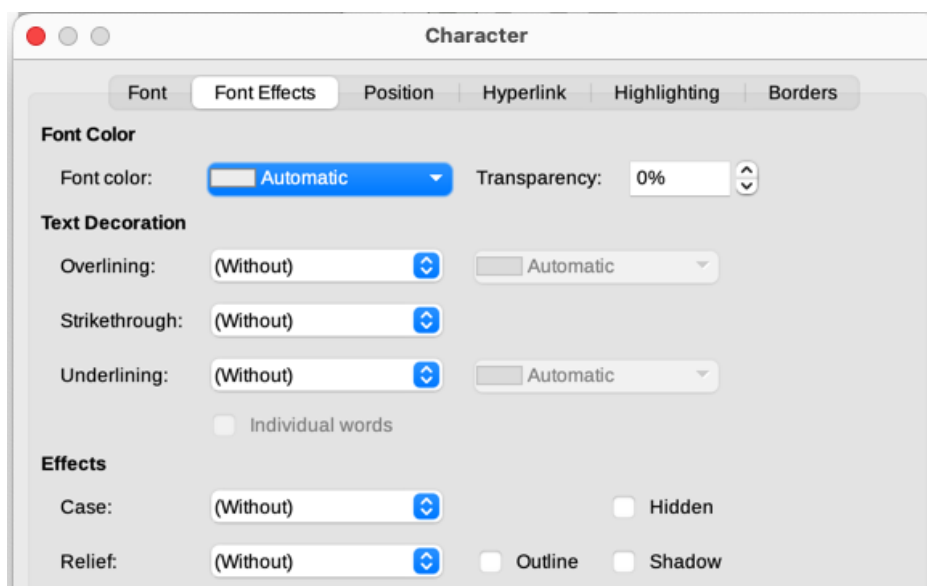 Character
Font Font Effects Position Hyperlink Highlighting Borders
Font Color
Font color: Automatic Transparency: 0%
Text Decoration
Overlining: (Without) Automatic
Strikethrough: (Without)
Underlining: (Without) Automatic
Individual words
Effects
Case: (Without) Hidden
Relief: (Without) Outline Shadow